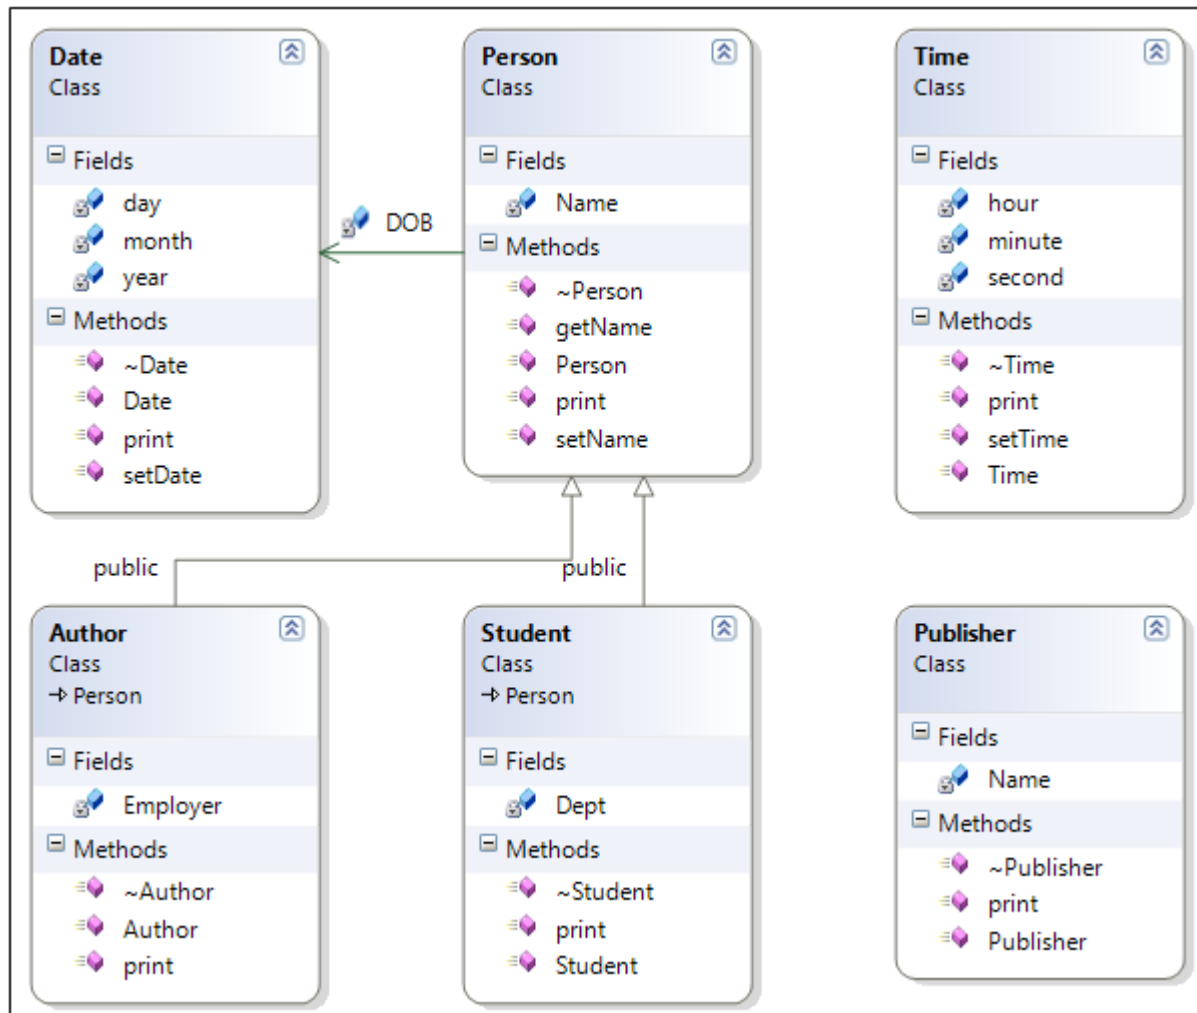 Date
Class
Fields
day
month
year
Methods
~Date
Date
print
setDate
DOB
Person
Class
Fields
Name
Methods
~Person
getName
Person
print
setName
Time
Class
Fields
hour
minute
second
Methods
~Time
print
setTime
Time
public
public
Author
Class
Person
Fields
Employer
Methods
~Author
Author
print
Student
Class
Person
Fields
Dept
Methods
~Student
print
Student
Publisher
Class
Fields
Name
Methods
~Publisher
print
Publisher